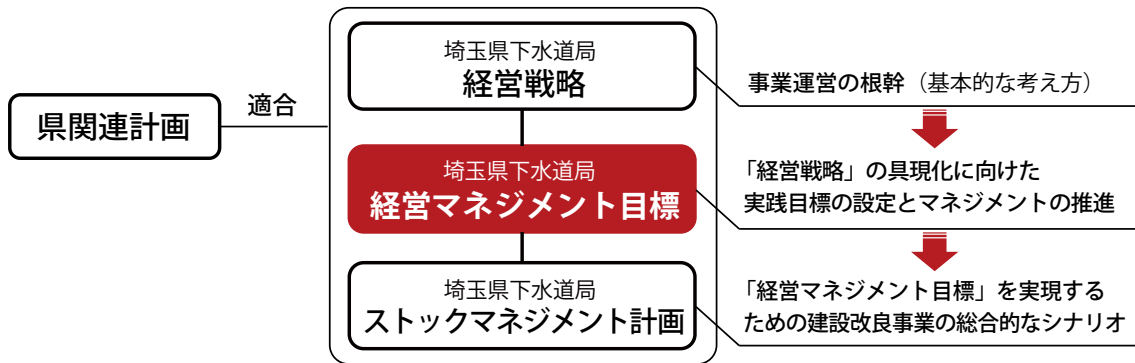 県関連計画
適合
埼玉県下水道局
経営戦略
事業運営の根幹（基本的な考え方）
埼玉県下水道局
経営マネジメント目標
「経営戦略」の具現化に向けた
実践目標の設定とマネジメントの推進
埼玉県下水道局
ストックマネジメント計画
「経営マネジメント目標」を実現する
ための建設改良事業の総合的なシナリオ